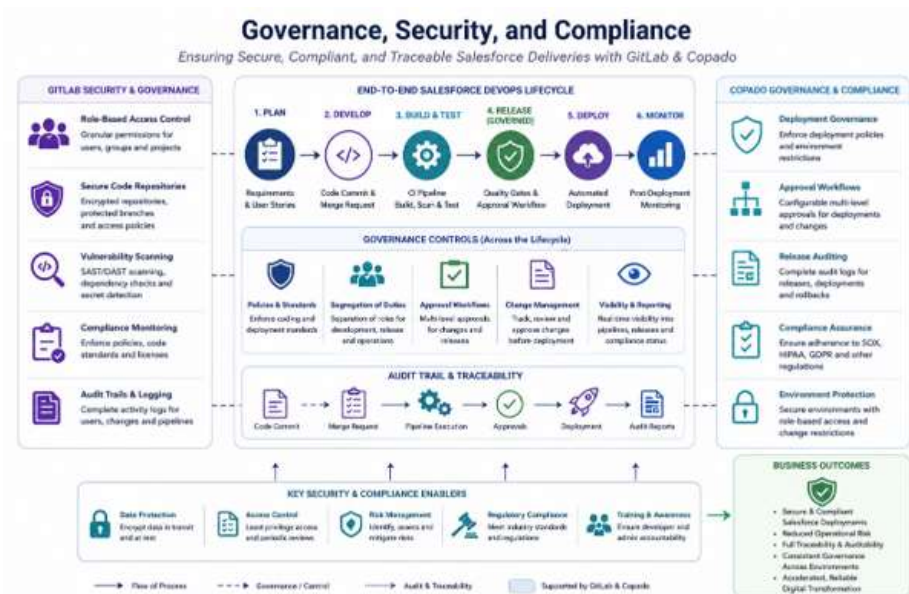 Governance, Security, and Compliance
Ensuring Secure, Compliant, and Traceable Salesforce Deliveries with GitLab & Copado
GITLAB SECURITY & GOVERNANCE
Role-Based Access Control
Granular permissions for
users, groups and projects
Secure Code Repositories
Encrypted repositories,
protected branches
and access policies
Vulnerability Scanning
SAST/DAST scanning,
dependency checks and
secret detection
Compliance Monitoring
Enforce policies, code
standards and licenses
Audit Trails & Logging
Complete activity logs for
users, changes and pipelines
END-TO-END SALESFORCE DEVOPS LIFECYCLE
1. PLAN
Requirements
& User Stories
2. DEVELOP
Code Commit &
Merge Request
3. BUILD & TEST
CI Pipeline
Build, Scan & Test
4. RELEASE
(GOVERNED)
Quality Gates &
Approval Workflow
5. DEPLOY
Automated
Deployment
6. MONITOR
Post-Deployment
Monitoring
GOVERNANCE CONTROLS (Across the Lifecycle)
Policies & Standards
Enforce coding and
deployment standards
Segregation of Duties
Separation of roles for
development, release
and operations
Approval Workflows
Multi-level approvals
for changes and
releases
Change Management
Track, review and
approve changes
before deployment
Visibility & Reporting
Real-time visibility into
pipelines, releases and
compliance status
AUDIT TRAIL & TRACEABILITY
Code Commit
Merge Request
Pipeline Execution
Approvals
Deployment
Audit Reports
COPADO GOVERNANCE & COMPLIANCE
Deployment Governance
Enforce deployment policies
and environment
restrictions
Approval Workflows
Configurable multi-level
approvals for deployments
and changes
Release Auditing
Complete audit logs for
releases, deployments
and rollbacks
Compliance Assurance
Ensure adherence to SOX,
HIPAA, GDPR and other
regulations
Environment Protection
Secure environments with
role-based access and
change restrictions
KEY SECURITY & COMPLIANCE ENABLERS
Data Protection
Encrypt data in transit
and at rest
Access Control
Least privilege access
and periodic reviews
Risk Management
Identify, assess and
mitigate risks
Regulatory Compliance
Meet industry standards
and regulations
Training & Awareness
Ensure developer and
admin accountability
BUSINESS OUTCOMES
Secure & Compliant
Salesforce Deployments
Reduced Operational Risk
Full Traceability & Auditability
Consistent Governance
Across Environments
Accelerated, Reliable
Digital Transformation
Flow of Process
Governance / Control
Audit & Traceability
Supported by GitLab & Copado